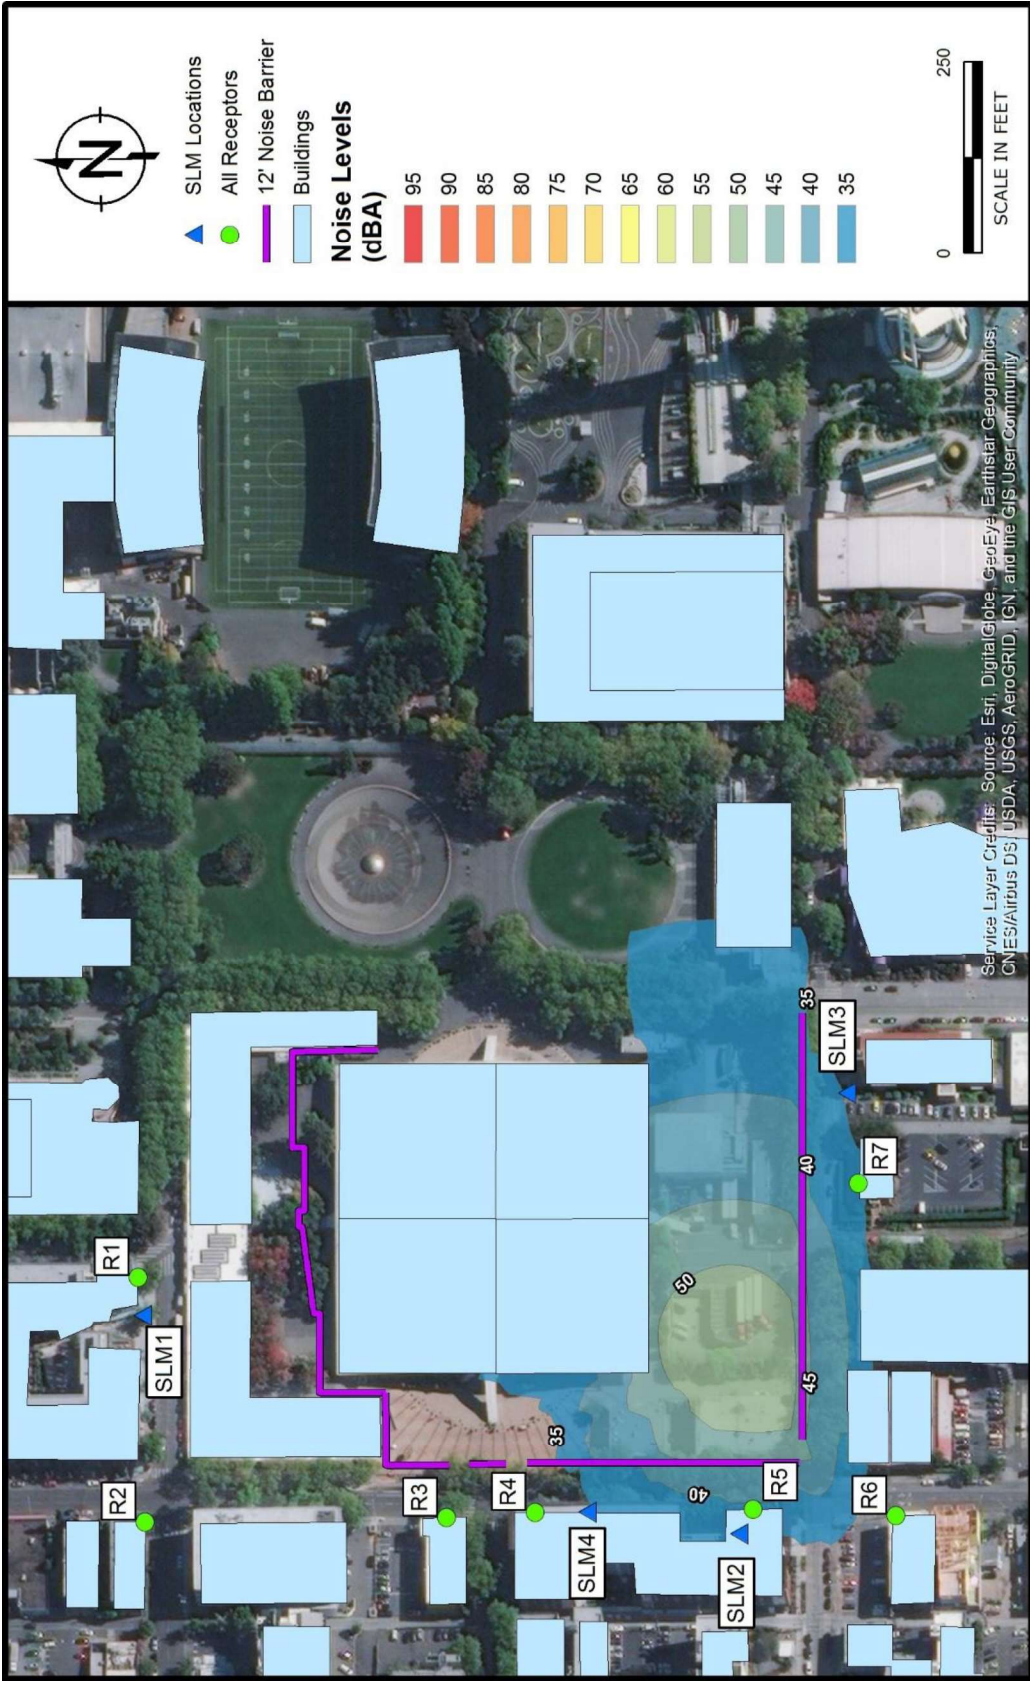 N
SLM Locations
All Receptors
12' Noise Barrier
Buildings
Noise Levels
(dBA)
95
90
85
80
75
70
65
60
55
50
45
40
35
0
250
SCALE IN FEET
R1
SLM1
R2
R3
R4
SLM4
SLM2
R5
R6
R7
SLM3
35
40
50
45
40
35
Service Layer Credits: Source: Esri, DigitalGlobe, GeoEye, Earthstar Geographics,
CNES/Airbus DS, USDA, USGS, AeroGRID, IGN, and the GIS User Community